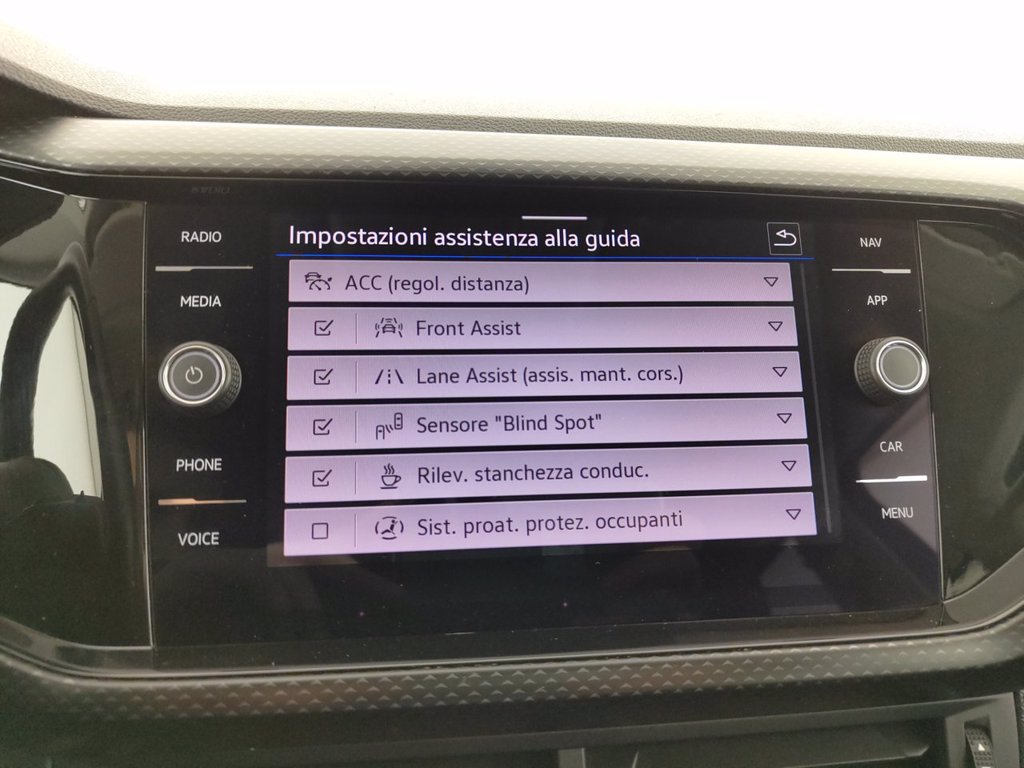 RADIO
MEDIA
PHONE
VOICE
Impostazioni assistenza alla guida
ACC (regol. distanza)
Front Assist
Lane Assist (assis. mant. cors.)
Sensore "Blind Spot"
Rilev. stanchezza conduc.
Sist. proat. protez. occupanti
NAV
APP
CAR
MENU